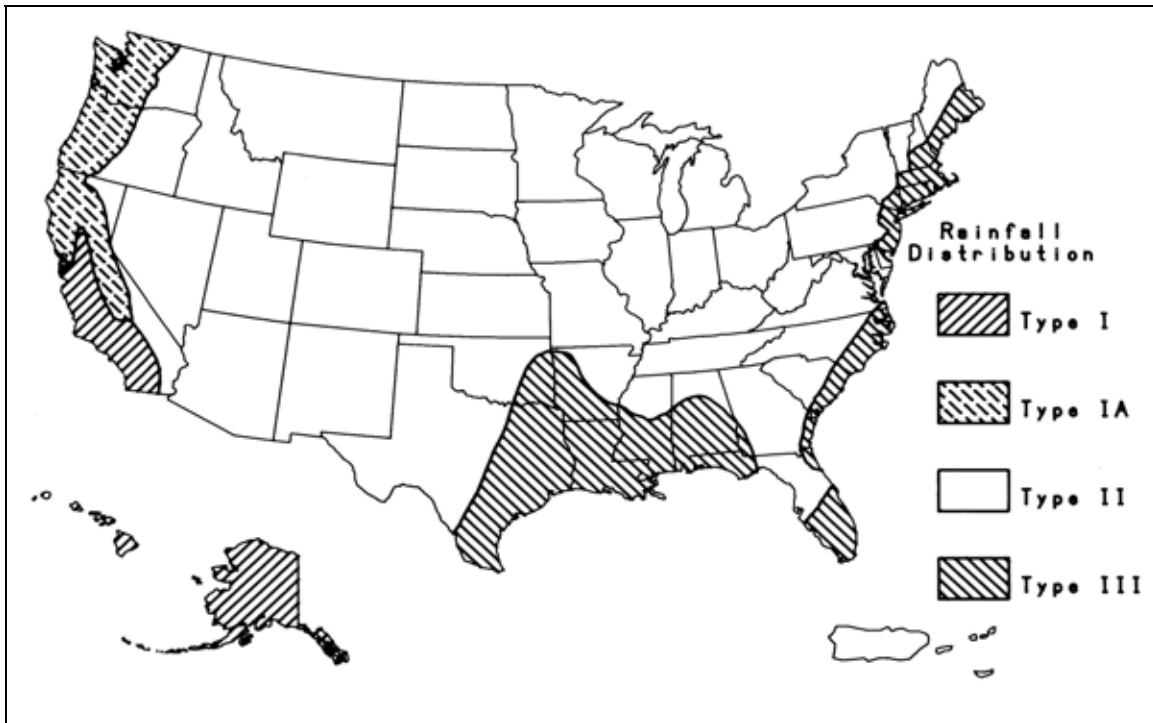 Rainfall
Distribution
Type I
Type IA
Type II
Type III